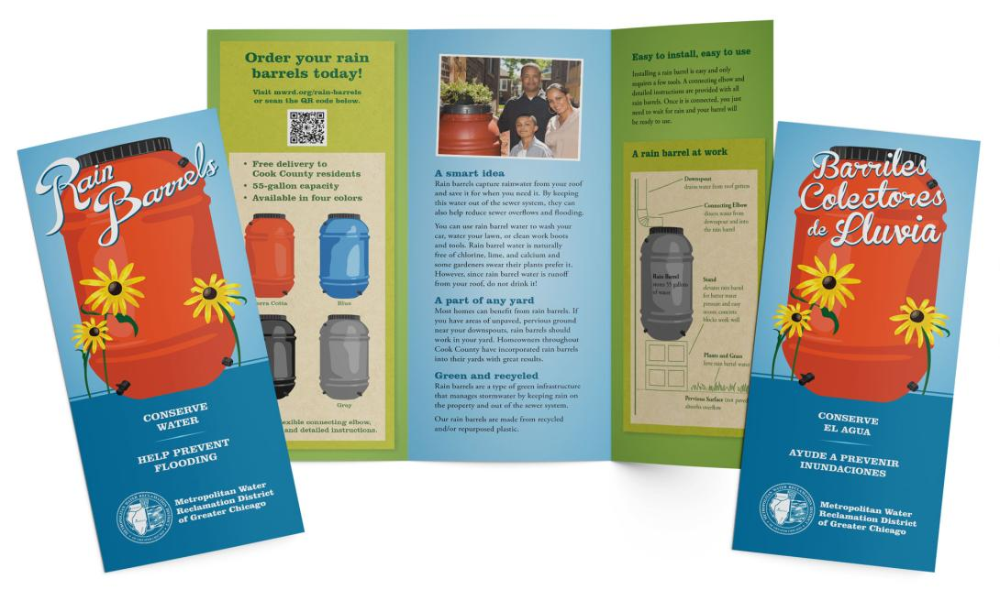 Rain
Barrels
CONSERVE
WATER
HELP PREVENT
FLOODING
Metropolitan Water
Reclamation District
of Greater Chicago
Order your rain
barrels today!
Visit mwrd.org/rain-barrels
or scan the QR code below.
• Free delivery to
Cook County residents
• 55-gallon capacity
• Available in four colors
erra Cotta
Blue
Gray
exible connecting elbow,
and detailed instructions.
A smart idea
Rain barrels capture rainwater from your roof
and save it for when you need it. By keeping
this water out of the sewer system, they can
also help reduce sewer overflows and flooding.
You can use rain barrel water to wash your
car, water your lawn, or clean work boots
and tools. Rain barrel water is naturally
free of chlorine, lime, and calcium and
some gardeners swear their plants prefer it.
However, since rain barrel water is runoff
from your roof, do not drink it!
A part of any yard
Most homes can benefit from rain barrels. If
you have areas of unpaved, pervious ground
near your downspouts, rain barrels should
work in your yard. Homeowners throughout
Cook County have incorporated rain barrels
into their yards with great results.
Green and recycled
Rain barrels are a type of green infrastructure
that manages stormwater by keeping rain on
the property and out of the sewer system.
Our rain barrels are made from recycled
and/or repurposed plastic.
Easy to install, easy to use
Installing a rain barrel is easy and only
requires a few tools. A connecting elbow and
detailed instructions are provided with all
rain barrels. Once it is connected, you just
need to wait for rain and your barrel will
be ready to use.
A rain barrel at work
Downspout
drains water from roof gutters
Connecting Elbow
diverts water from
downspout and into
the rain barrel
Rain Barrel
stores 55 gallons
of water
Stand
elevates rain barrel
for better water
pressure and easy
access; concrete
blocks work well
Plants and Grass
love rain barrel water
Pervious Surface (not paved
absorbs overflow
Barriles
Colectores
de Lluvia
CONSERVE
EL AGUA
AYUDE A PREVENIR
INUNDACIONES
Metropolitan Water
Reclamation District
of Greater Chicago